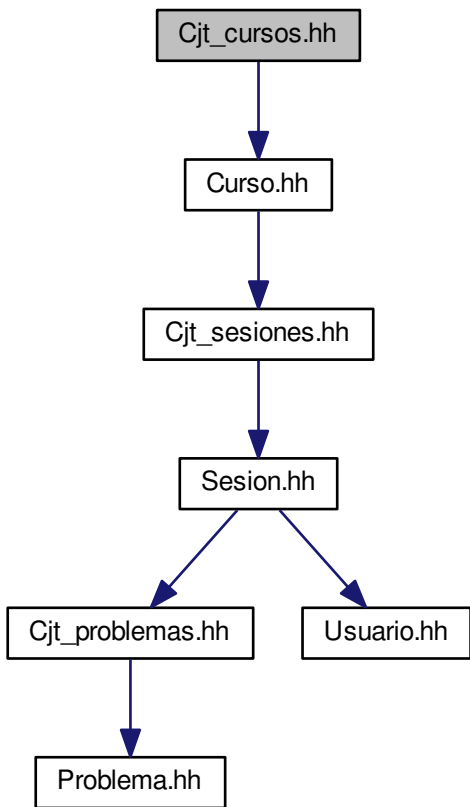 Cjt_cursos.hh
Curso.hh
Cjt_sesiones.hh
Sesion.hh
Cjt_problemas.hh
Usuario.hh
Problema.hh